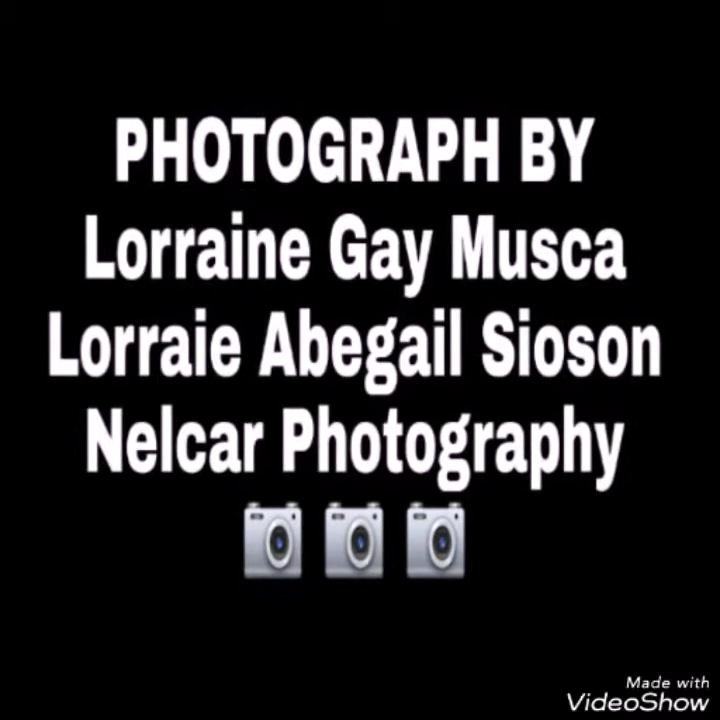 PHOTOGRAPH BY
Lorraine Gay Musca
Lorraie Abegail Sioson
Nelcar Photography
Made with
VideoShow